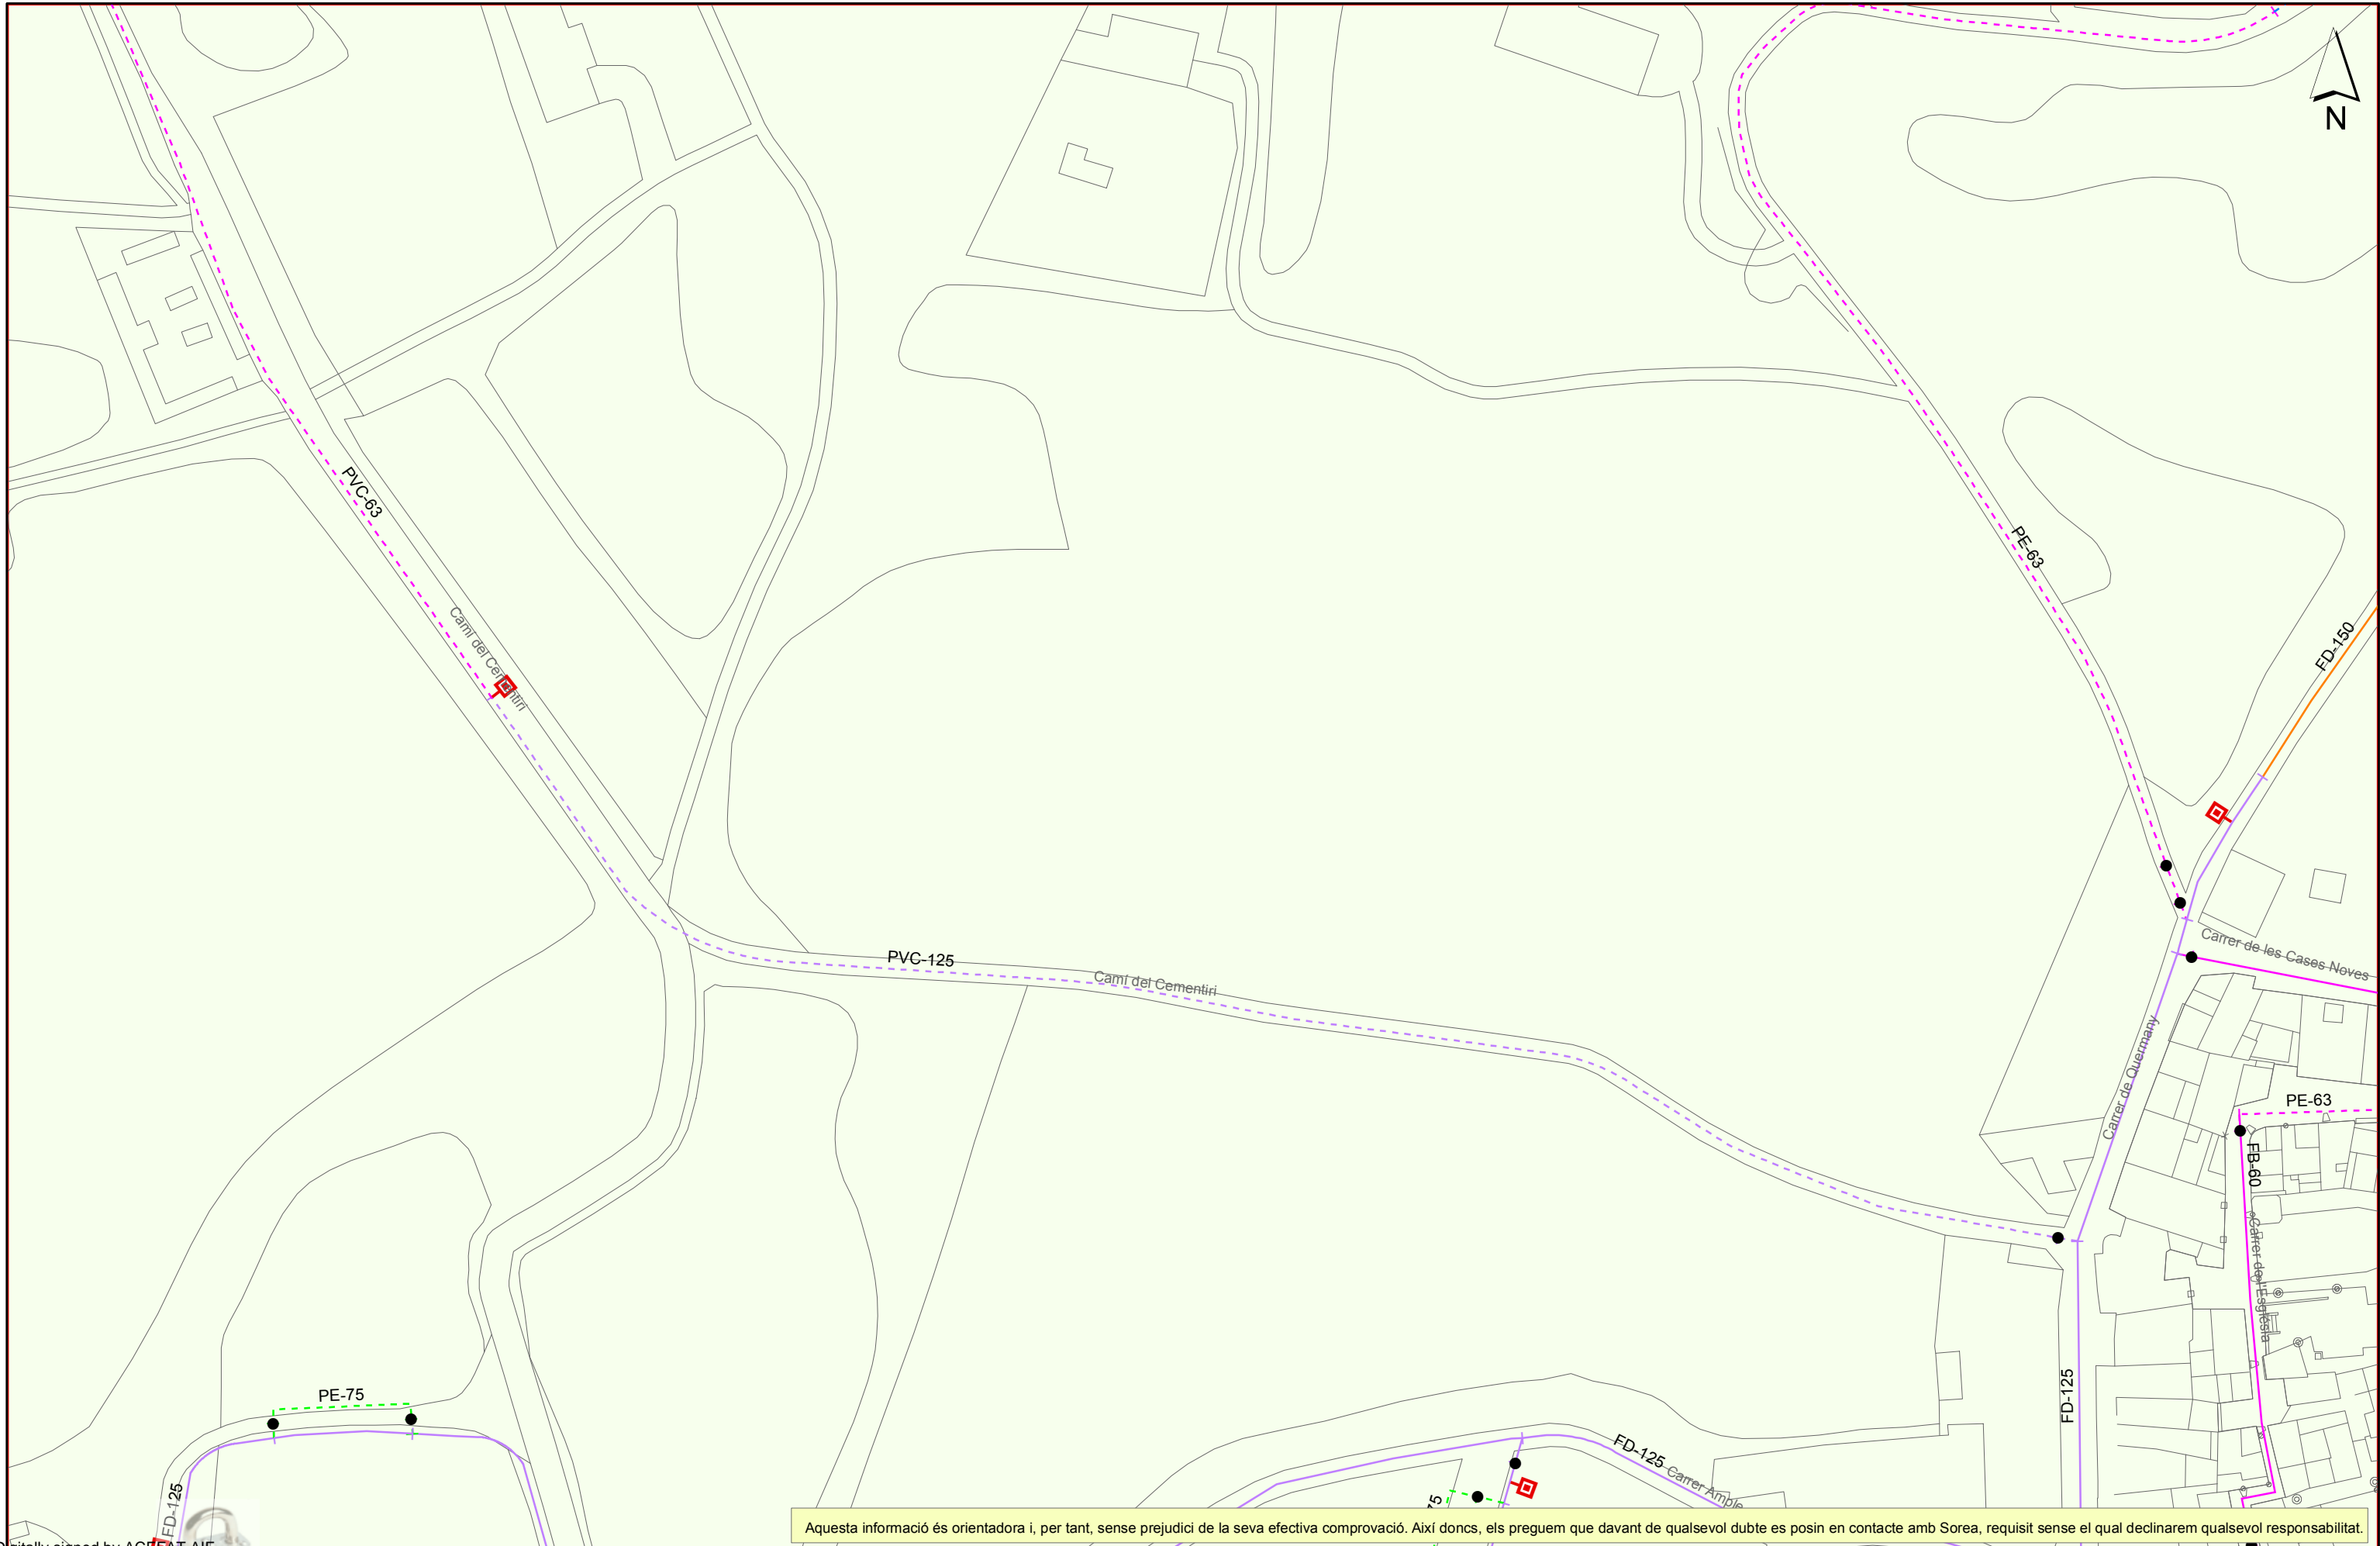 N
PVC-63
Camí del Cementiri
PE-63
FD-150
PVC-125
Camí del Cementiri
Carrer de les Cases Noves
Carrer de Quermany
PE-63
FB-60
Carrer de l'Església
FD-125
PE-75
FD-125
FD-125
Carrer Ample
75
Aquesta informació és orientadora i, per tant, sense prejudici de la seva efectiva comprovació. Així doncs, els preguem que davant de qualsevol dubte es posin en contacte amb Sorea, requisit sense el qual declinarem qualsevol responsabilitat.